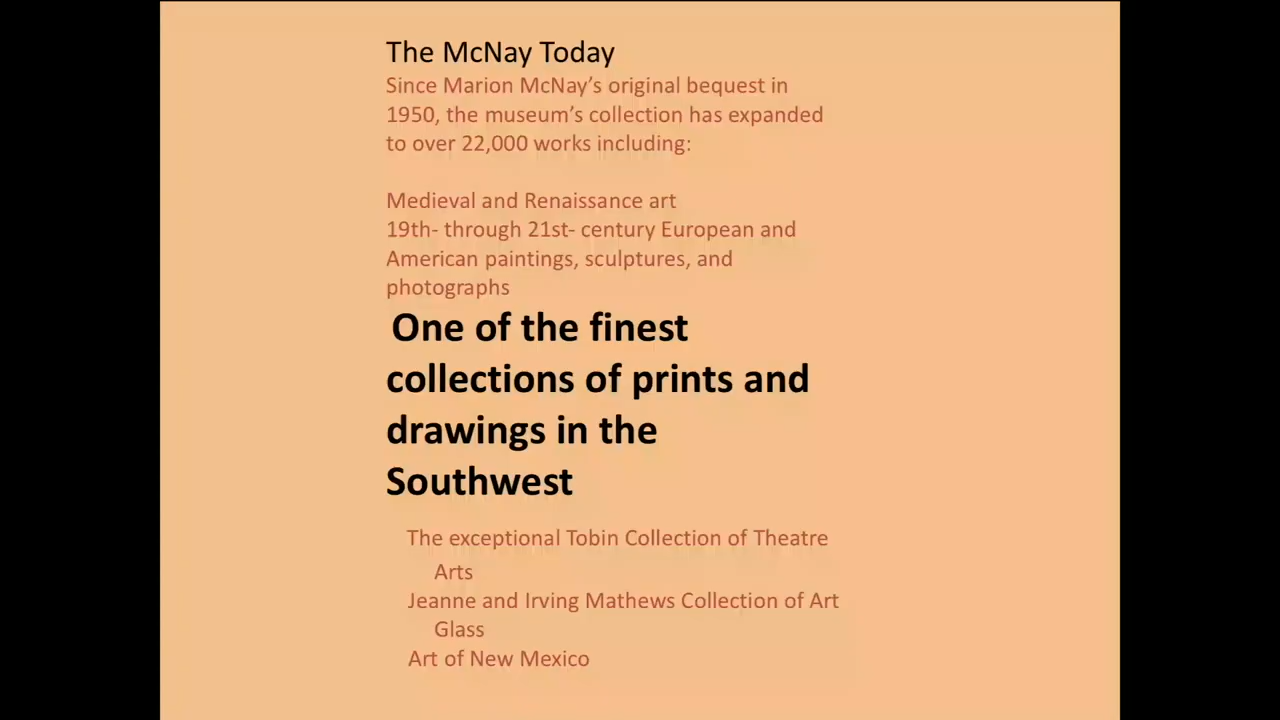 The McNay Today
Since Marion McNay’s original bequest in
1950, the museum’s collection has expanded
to over 22,000 works including:
Medieval and Renaissance art
19th- through 21st- century European and
American paintings, sculptures, and
photographs
One of the finest
collections of prints and
drawings in the
Southwest
The exceptional Tobin Collection of Theatre
Arts
Jeanne and Irving Mathews Collection of Art
Glass
Art of New Mexico